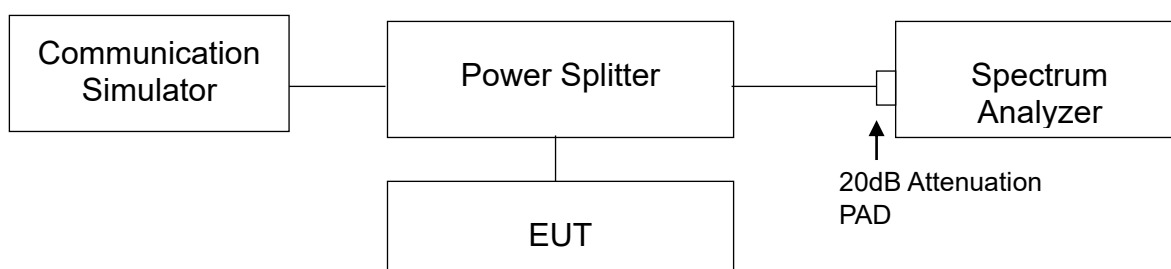 Communication
Simulator
Power Splitter
Spectrum
Analyzer
20dB Attenuation
PAD
EUT